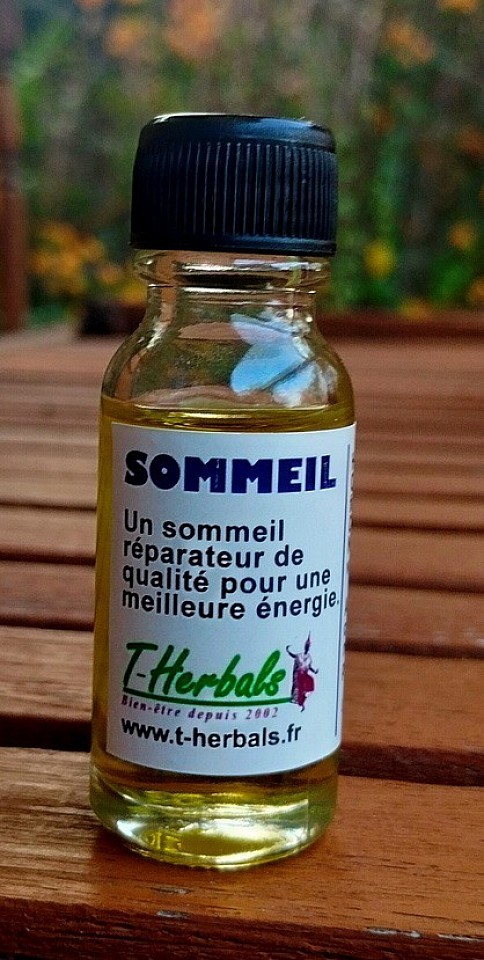 SOMMEIL
Un sommeil
réparateur de
qualité pour une
meilleure énergie.
T-Herbals
Bien-être depuis 2002
www.t-herbals.fr